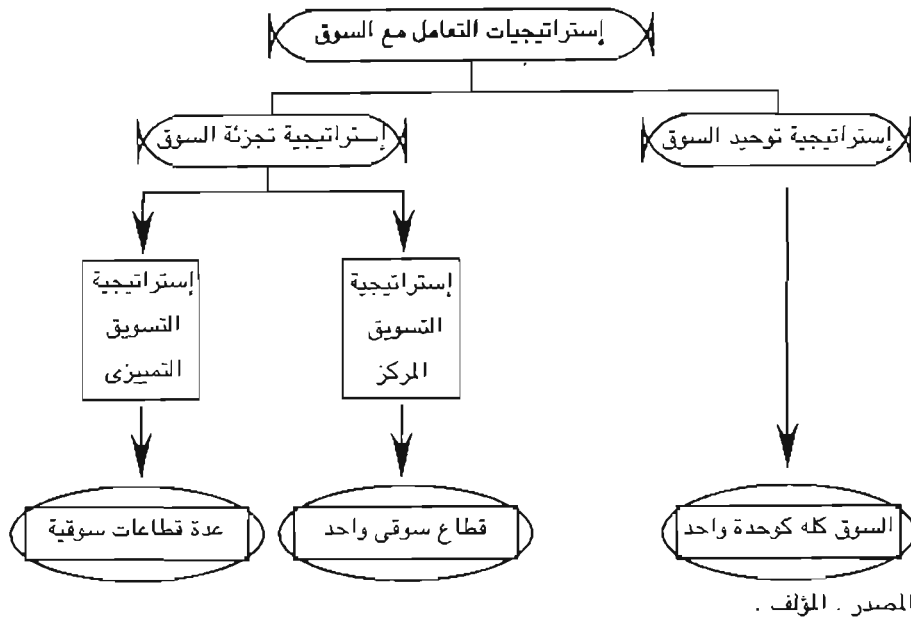 إستراتيجيات التعامل مع السوق
إستراتيجية توحيد السوق
إستراتيجية تجزئة السوق
إستراتيجية
التسويق
المركز
إستراتيجية
التسويق
التمييزى
السوق كله كوحدة واحد
قطاع سوقى واحد
عدة قطاعات سوقية
المصدر . المؤلف .